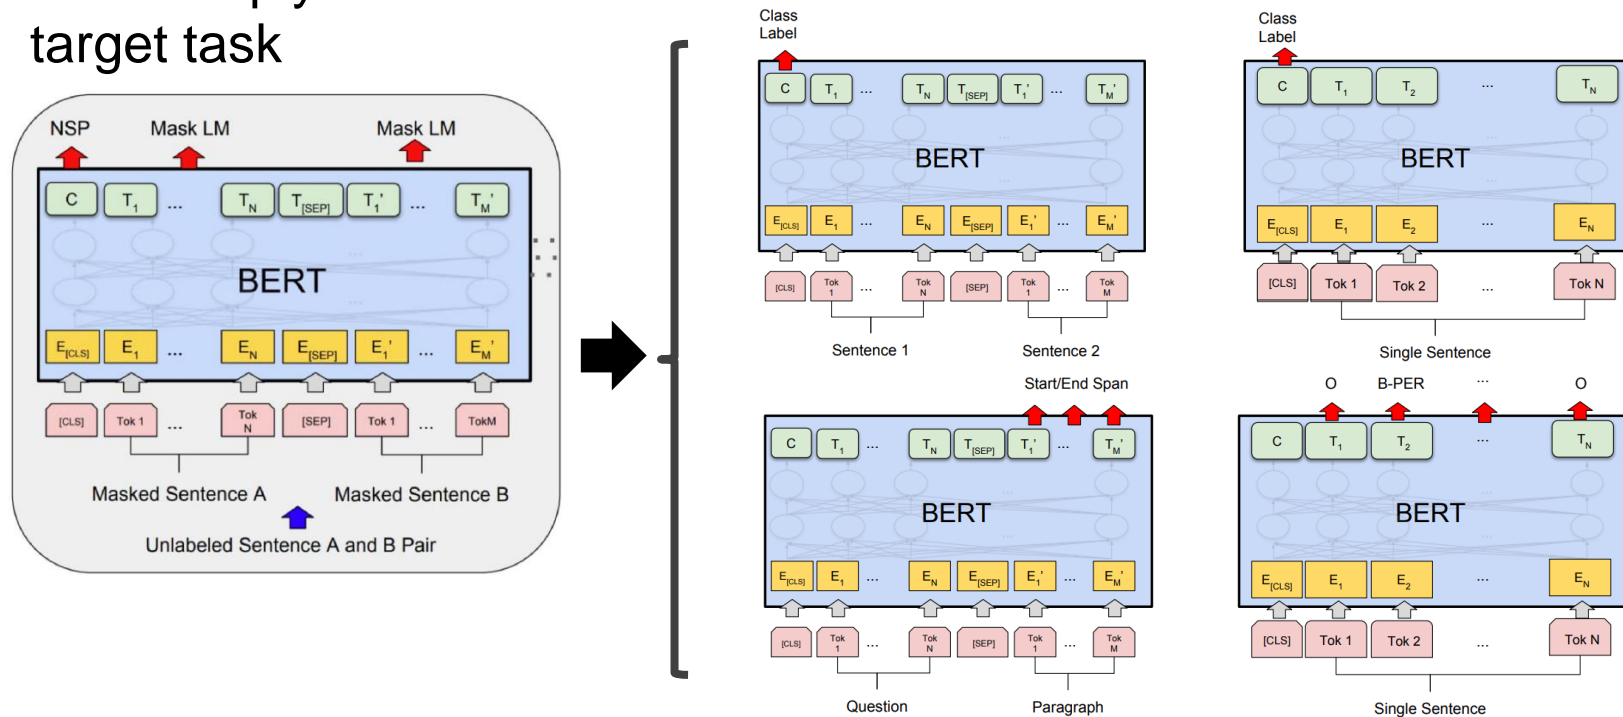 target task
NSP Mask LM Mask LM
C T1 ... TN T[SEP] T1' ... TM'
BERT
E[CLS] E1 ... EN E[SEP] E1' ... EM'
[CLS] Tok 1 ... Tok N [SEP] Tok 1 ... TokM
Masked Sentence A Masked Sentence B
Unlabeled Sentence A and B Pair
Class
Label
C T1 ... TN T[SEP] T1' ... TM'
BERT
E[CLS] E1 ... EN E[SEP] E1' ... EM'
[CLS] Tok 1 ... Tok N [SEP] Tok 1 ... Tok M
Sentence 1 Sentence 2
Class
Label
C T1 T2 ... TN
BERT
E[CLS] E1 E2 ... EN
[CLS] Tok 1 Tok 2 ... Tok N
Single Sentence
Start/End Span
C T1 ... TN T[SEP] T1' ... TM'
BERT
E[CLS] E1 ... EN E[SEP] E1' ... EM'
[CLS] Tok 1 ... Tok N [SEP] Tok 1 ... Tok M
Question Paragraph
O B-PER ... O
C T1 T2 ... TN
BERT
E[CLS] E1 E2 ... EN
[CLS] Tok 1 Tok 2 ... Tok N
Single Sentence